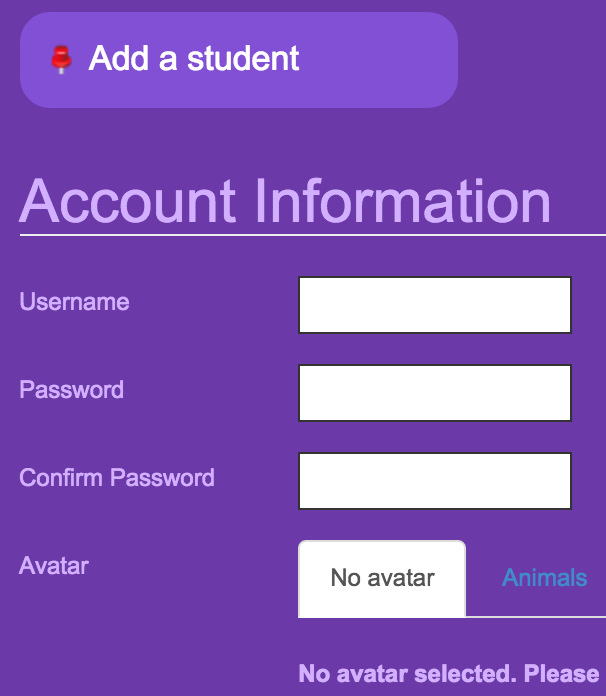 Add a student
Account Information
Username
Password
Confirm Password
Avatar
No avatar
Animals
No avatar selected. Please